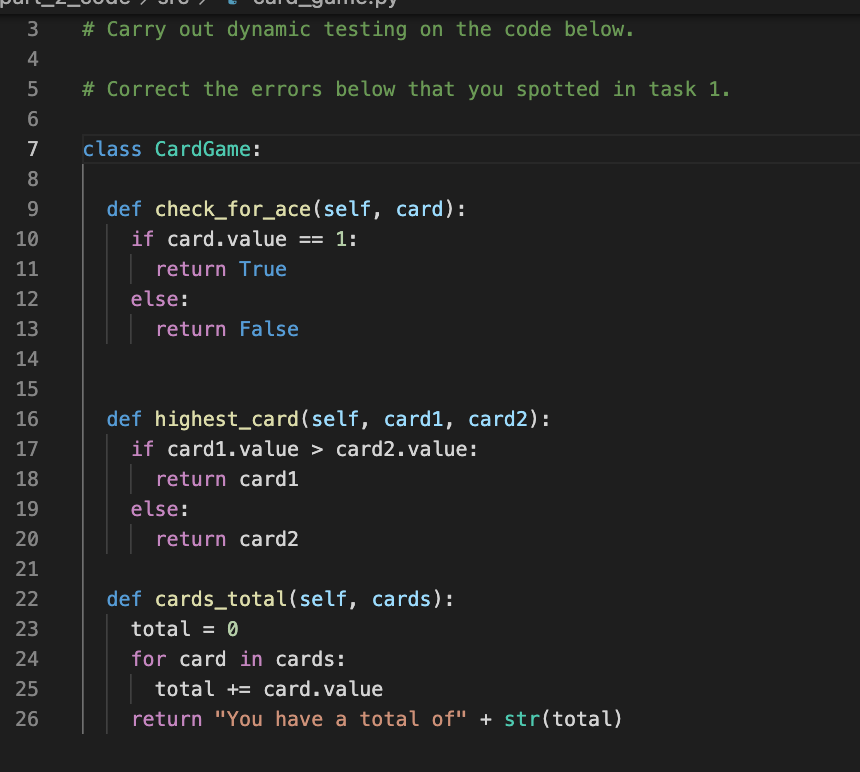 part_2_code > src > card_game.py
3 # Carry out dynamic testing on the code below.
4
5 # Correct the errors below that you spotted in task 1.
6
7 class CardGame:
8
9   def check_for_ace(self, card):
10     if card.value == 1:
11       return True
12     else:
13       return False
14
15
16   def highest_card(self, card1, card2):
17     if card1.value > card2.value:
18       return card1
19     else:
20       return card2
21
22   def cards_total(self, cards):
23     total = 0
24     for card in cards:
25       total += card.value
26     return "You have a total of" + str(total)